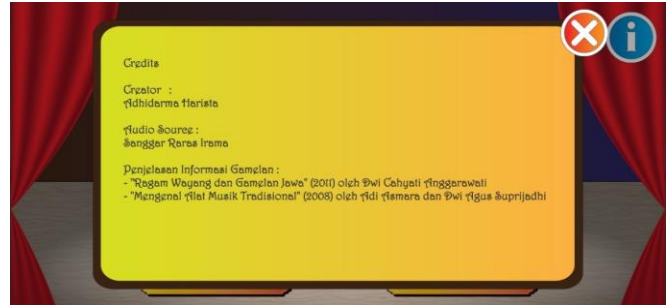 Credits
Creator :
Adhidarma Harista
Audio Source :
Sanggar Raras Irama
Penjelasan Informasi Gamelan :
- "Ragam Wayang dan Gamelan Jawa" (2011) oleh Dwi Cahyati Anggarawati
- "Mengenal Alat Musik Tradisional" (2008) oleh Adi Asmara dan Dwi Agus Suprijadhi
i